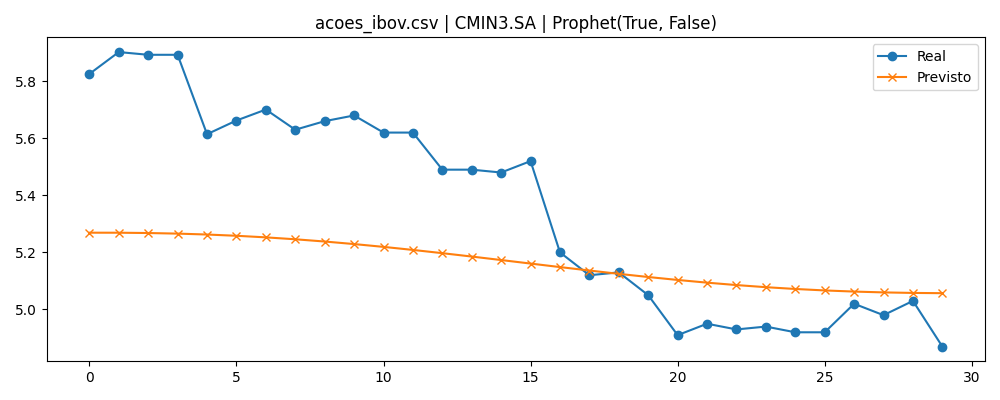 acoes_ibov.csv | CMIN3.SA | Prophet(True, False)
Real
Previsto
5.8
5.6
5.4
5.2
5.0
0 5 10 15 20 25 30